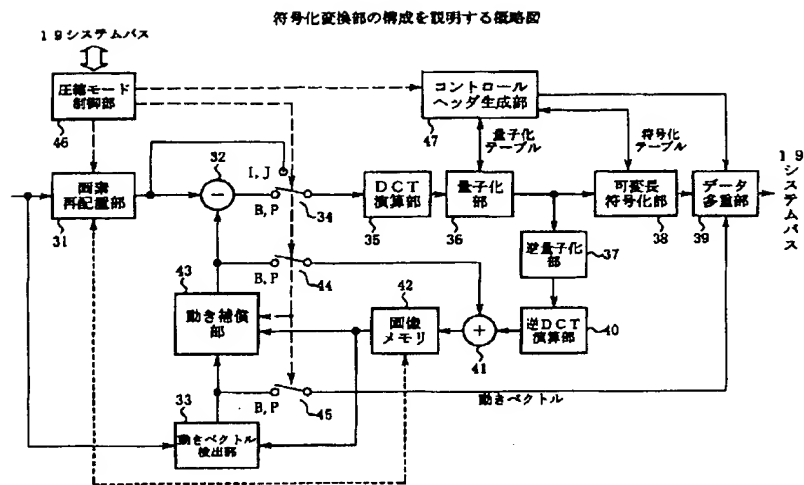 符号化変換部の構成を説明する概略図
19システムバス
圧縮モード
制御部
46
コントロール
ヘッダ生成部
47
量子化
テーブル
符号化
テーブル
19
システムバス
32
I, J
画素
再配置部
31
−
B, P
34
DCT
演算部
35
量子化
部
36
可変長
符号化部
38
データ
多重部
39
逆量子化
部
37
B, P
44
43
動き補償
部
42
画像
メモリ
+
41
逆DCT
演算部
40
B, P
45
動きベクトル
33
動きベクトル
検出部